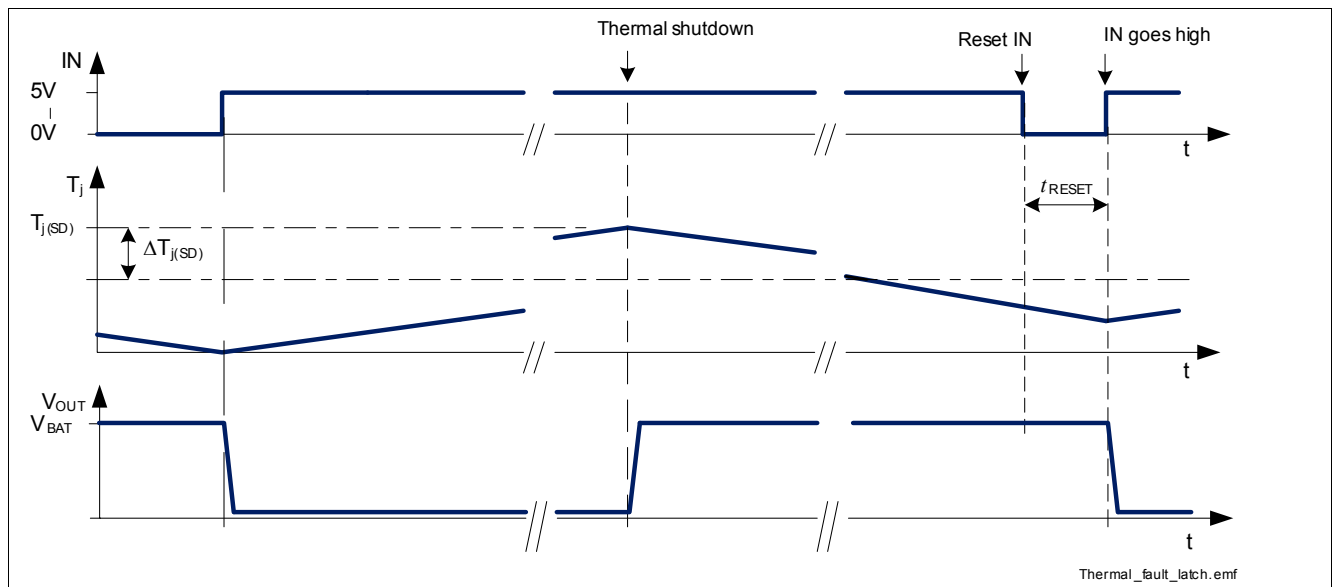 Thermal shutdown
Reset IN
IN goes high
IN
5V
0V
t
Tj
tRESET
Tj(SD)
ΔTj(SD)
t
VOUT
VBAT
t
Thermal_fault_latch.emf